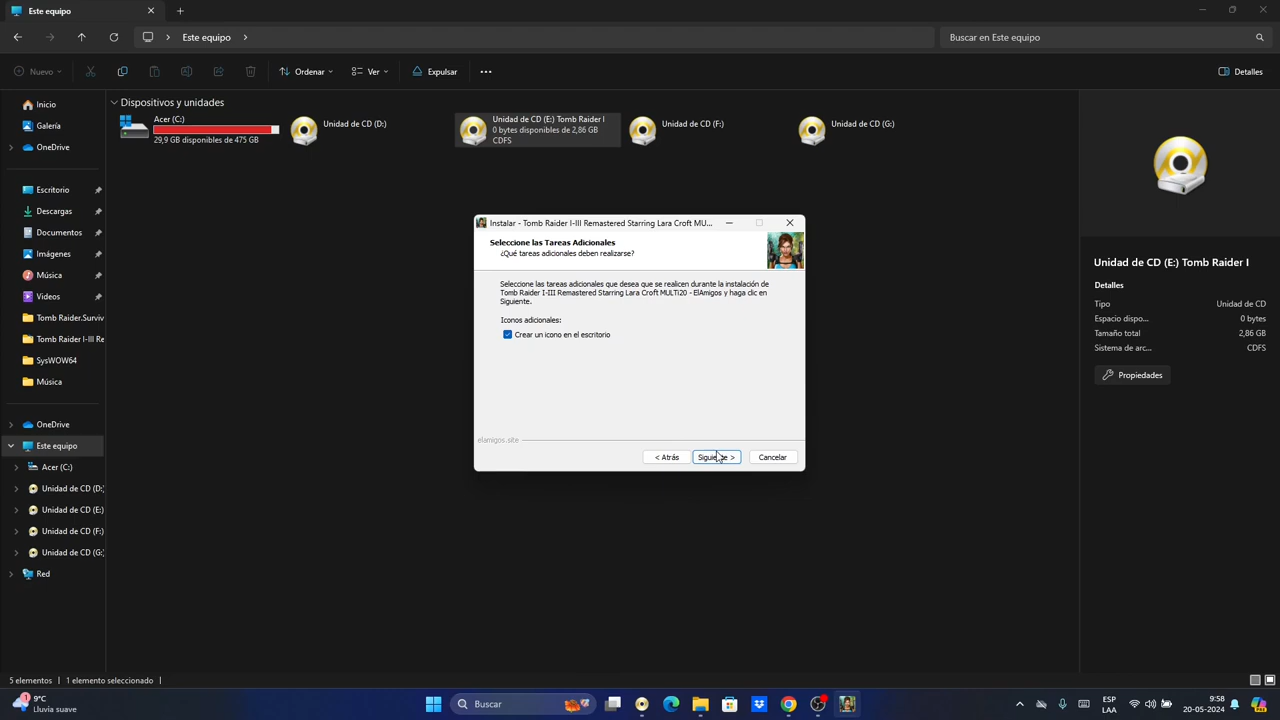 Este equipo
Este equipo
Buscar en Este equipo
Nuevo
Ordenar
Ver
Expulsar
Detalles
Inicio
Galería
OneDrive
Escritorio
Descargas
Documentos
Imágenes
Música
Videos
Tomb Raider.Surviv
Tomb Raider I-III Re
SysWOW64
Música
OneDrive
Este equipo
Acer (C:)
Unidad de CD (D:)
Unidad de CD (E:)
Unidad de CD (F:)
Unidad de CD (G:)
Red
Dispositivos y unidades
Acer (C:)
29,9 GB disponibles de 475 GB
Unidad de CD (D:)
Unidad de CD (E:) Tomb Raider I
0 bytes disponibles de 2,86 GB
CDFS
Unidad de CD (F:)
Unidad de CD (G:)
Instalar - Tomb Raider I-III Remastered Starring Lara Croft MU...
Seleccione las Tareas Adicionales
¿Qué tareas adicionales deben realizarse?
Seleccione las tareas adicionales que desea que se realicen durante la instalación de
Tomb Raider I-III Remastered Starring Lara Croft MULTi20 - ElAmigos y haga clic en
Siguiente.
Iconos adicionales:
Crear un icono en el escritorio
elamigos.site
< Atrás
Siguiente >
Cancelar
Unidad de CD (E:) Tomb Raider I
Detalles
Tipo Unidad de CD
Espacio dispo... 0 bytes
Tamaño total 2,86 GB
Sistema de arc... CDFS
Propiedades
5 elementos
1 elemento seleccionado
1
9°C
Lluvia suave
Buscar
ESP
LAA
20-05-2024